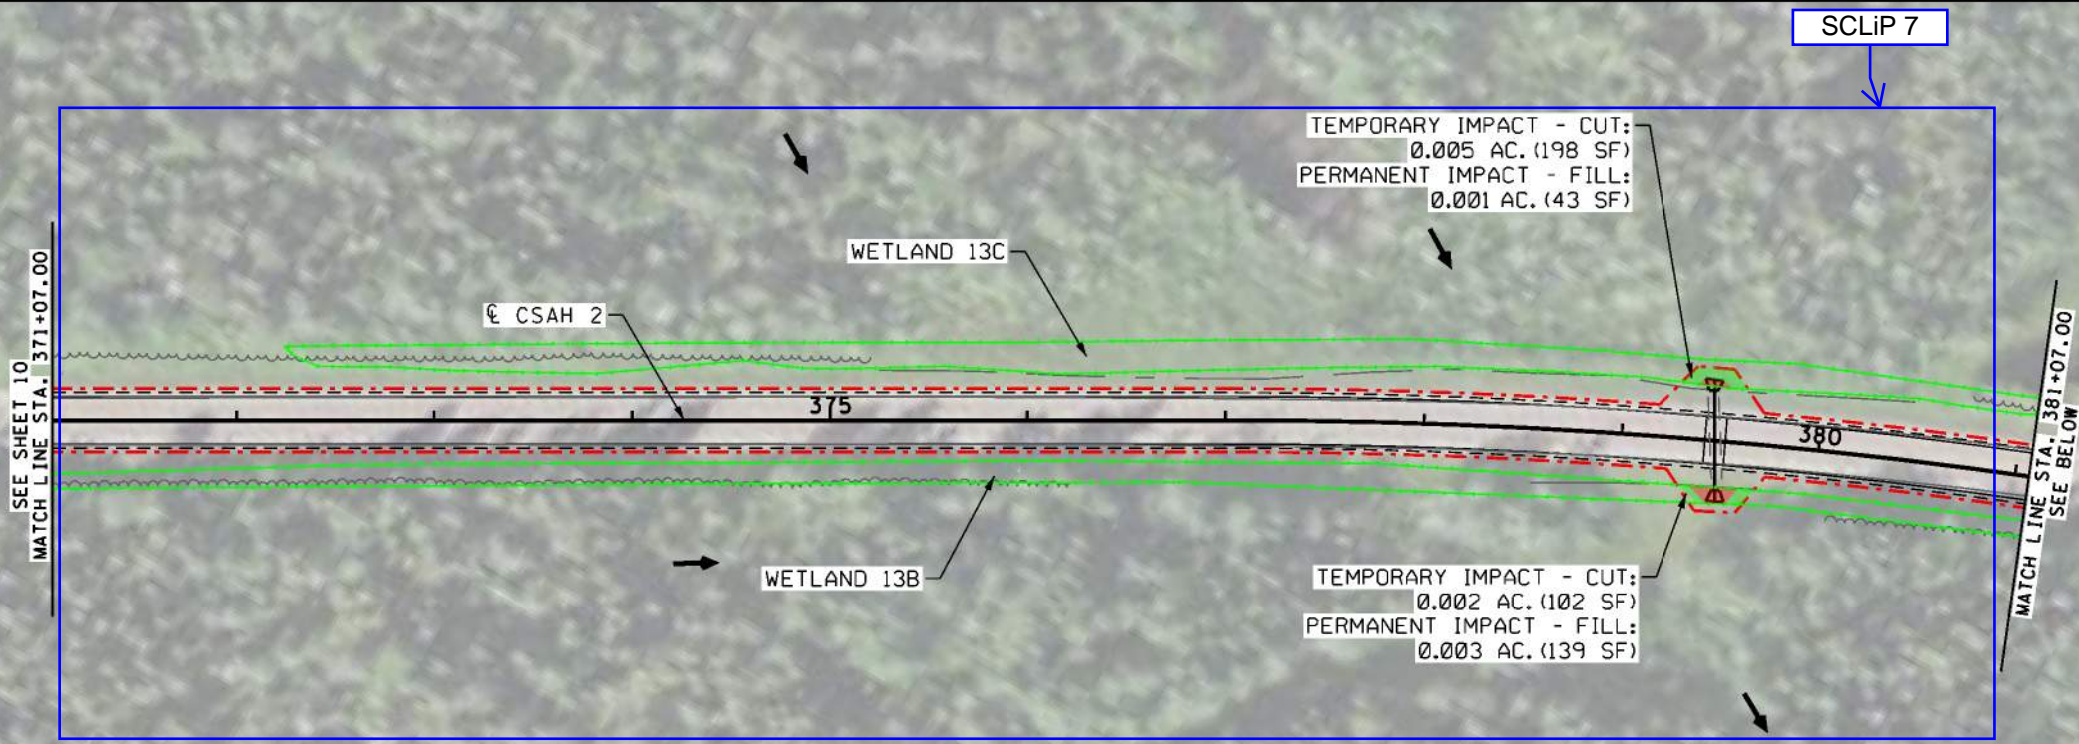 SCLiP 7
TEMPORARY IMPACT - CUT:
0.005 AC. (198 SF)
PERMANENT IMPACT - FILL:
0.001 AC. (43 SF)
WETLAND 13C
℄ CSAH 2
SEE SHEET 10
MATCH LINE STA. 371+07.00
375
380
MATCH LINE STA. 381+07.00
SEE BELOW
WETLAND 13B
TEMPORARY IMPACT - CUT:
0.002 AC. (102 SF)
PERMANENT IMPACT - FILL:
0.003 AC. (139 SF)